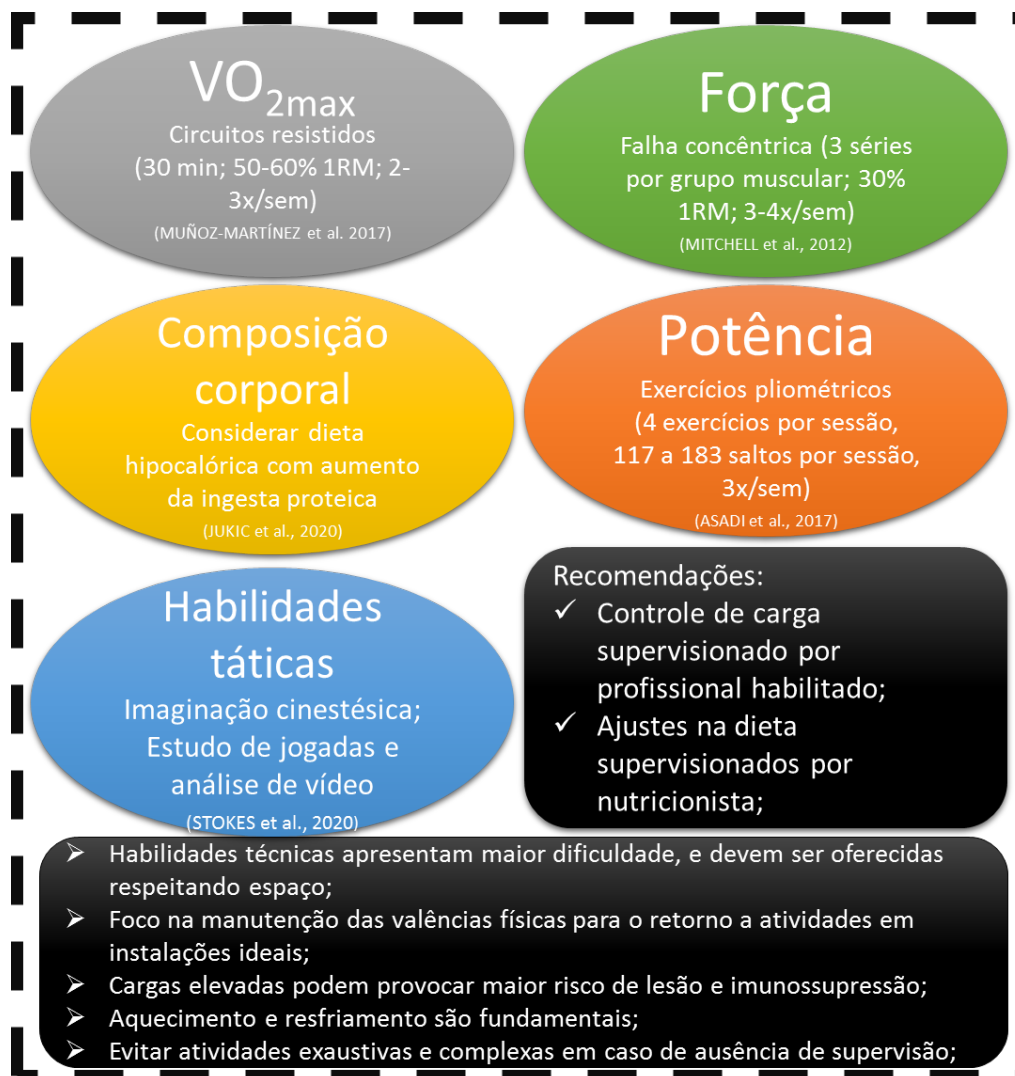 VO2max
Circuitos resistidos
(30 min; 50-60% 1RM; 2-
3x/sem)
(MUÑOZ-MARTÍNEZ et al. 2017)
Força
Falha concêntrica (3 séries
por grupo muscular; 30%
1RM; 3-4x/sem)
(MITCHELL et al., 2012)
Composição
corporal
Considerar dieta
hipocalórica com aumento
da ingesta proteica
(JUKIC et al., 2020)
Potência
Exercícios pliométricos
(4 exercícios por sessão,
117 a 183 saltos por sessão,
3x/sem)
(ASADI et al., 2017)
Habilidades
táticas
Imaginação cinestésica;
Estudo de jogadas e
análise de vídeo
(STOKES et al., 2020)
Recomendações:
✓ Controle de carga
supervisionado por
profissional habilitado;
✓ Ajustes na dieta
supervisionados por
nutricionista;
➢ Habilidades técnicas apresentam maior dificuldade, e devem ser oferecidas
respeitando espaço;
➢ Foco na manutenção das valências físicas para o retorno a atividades em
instalações ideais;
➢ Cargas elevadas podem provocar maior risco de lesão e imunossupressão;
➢ Aquecimento e resfriamento são fundamentais;
➢ Evitar atividades exaustivas e complexas em caso de ausência de supervisão;